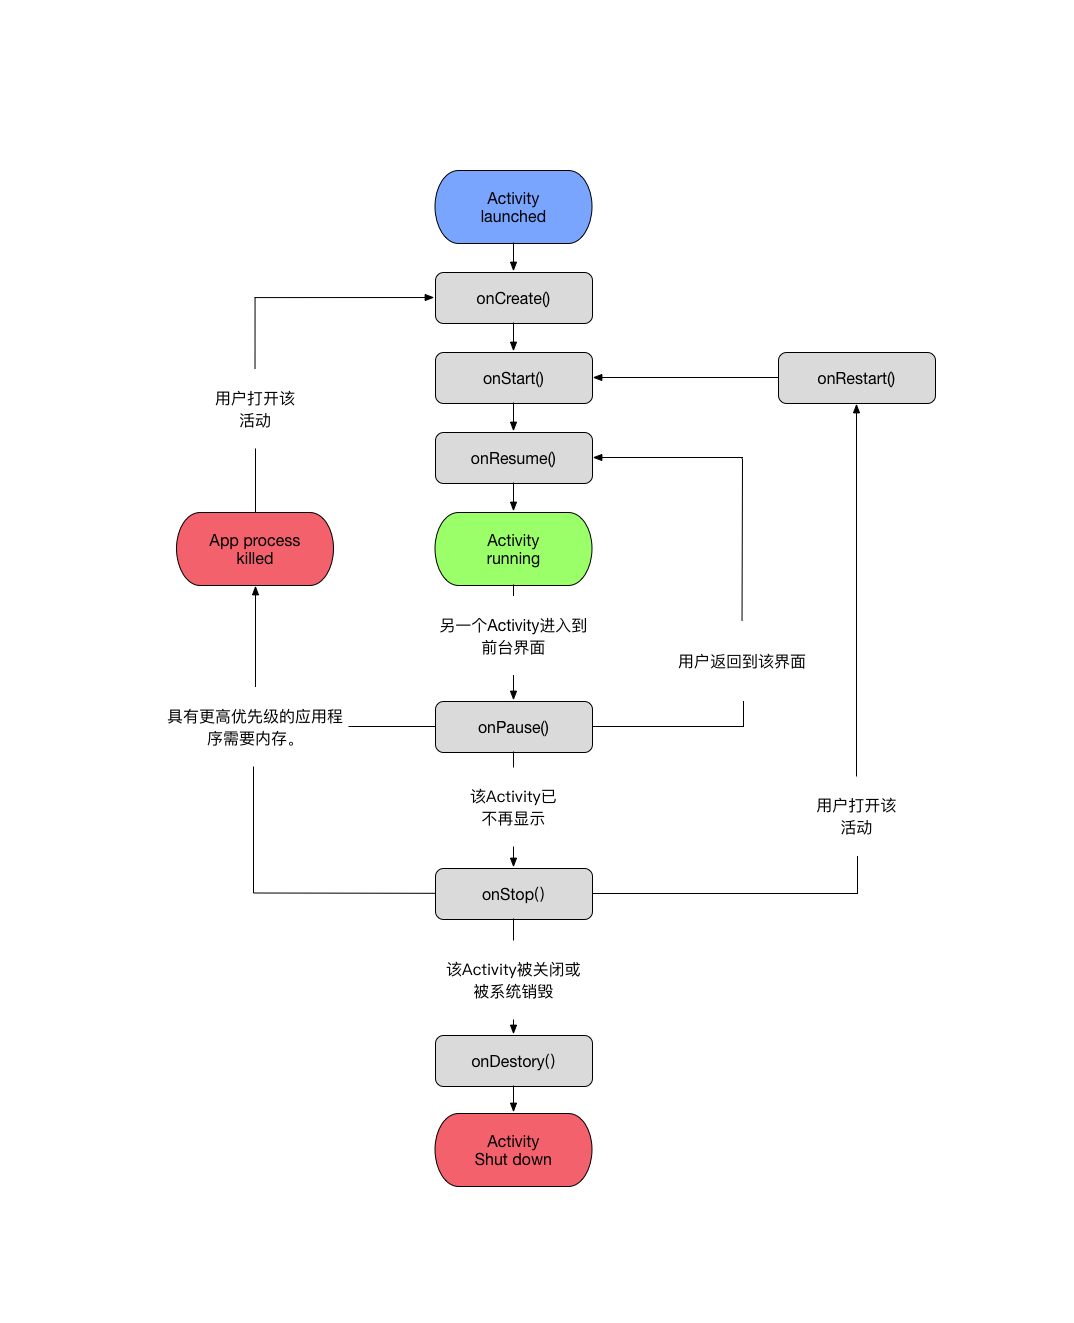 Activity
launched
onCreate()
onStart()
onRestart()
用户打开该
活动
onResume()
App process
killed
Activity
running
另一个Activity进入到
前台界面
用户返回到该界面
具有更高优先级的应用程
序需要内存。
onPause()
该Activity已
不再显示
用户打开该
活动
onStop()
该Activity被关闭或
被系统销毁
onDestory()
Activity
Shut down